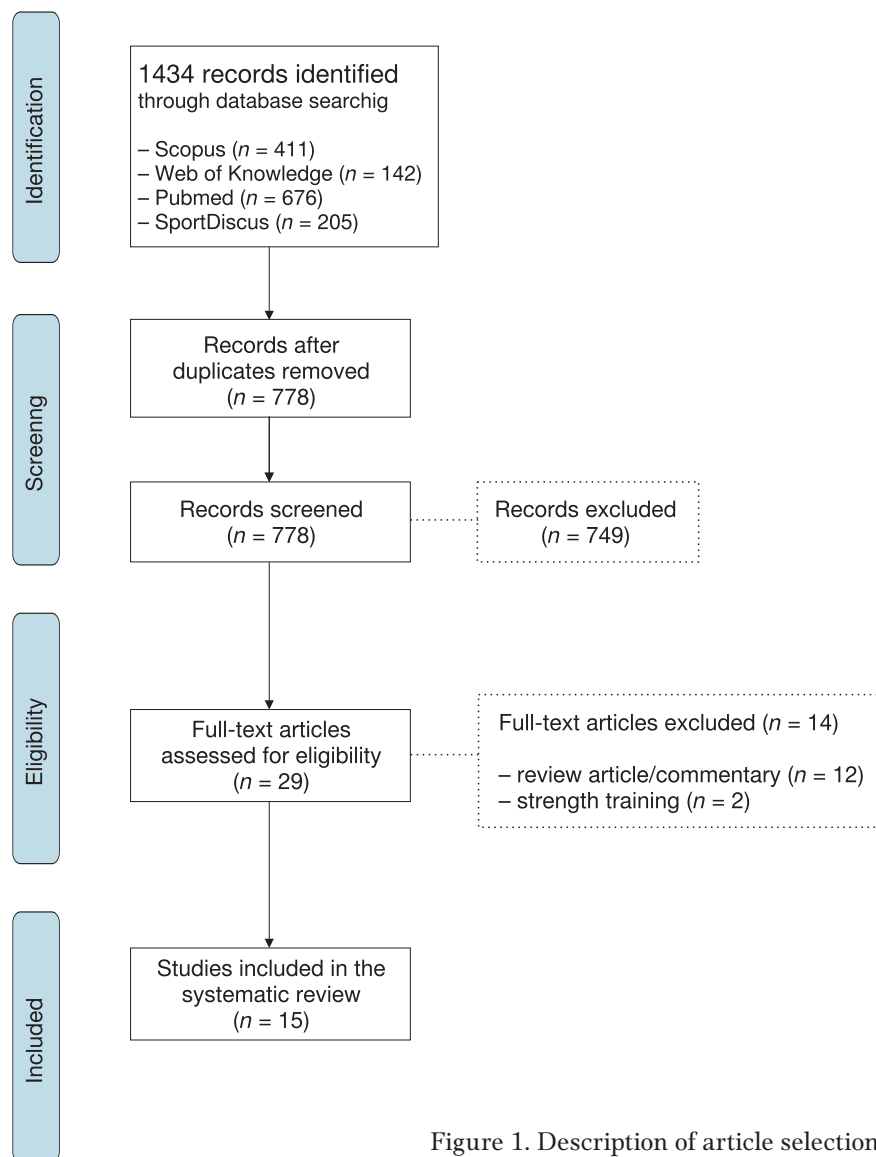 Identification
1434 records identified
through database searchig
– Scopus (n = 411)
– Web of Knowledge (n = 142)
– Pubmed (n = 676)
– SportDiscus (n = 205)
Screenng
Records after
duplicates removed
(n = 778)
Records screened
(n = 778)
Records excluded
(n = 749)
Eligibility
Full-text articles
assessed for eligibility
(n = 29)
Full-text articles excluded (n = 14)
– review article/commentary (n = 12)
– strength training (n = 2)
Included
Studies included in the
systematic review
(n = 15)
Figure 1. Description of article selection